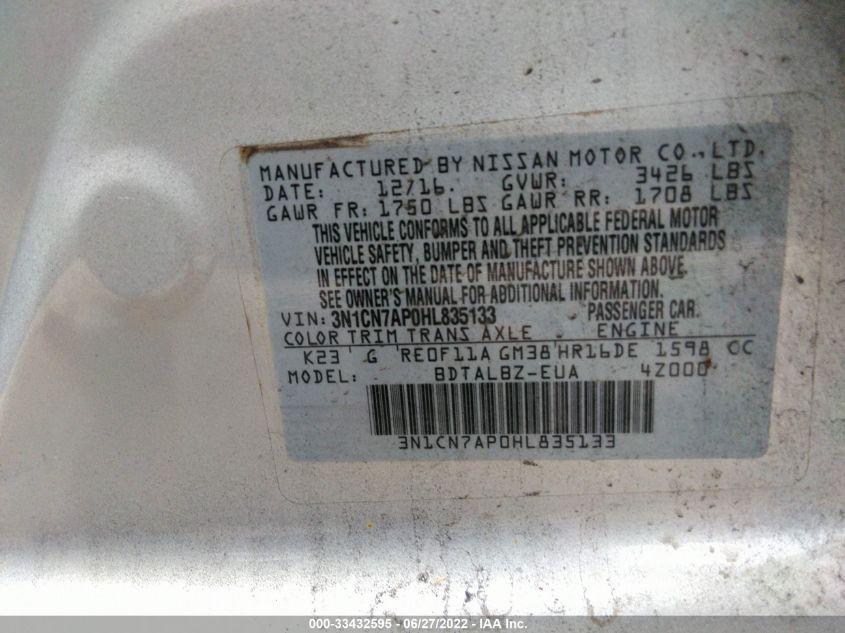 MANUFACTURED BY NISSAN MOTOR CO., LTD.
DATE: 12/16. GVWR: 3426 LBS
GAWR FR: 1750 LBS GAWR RR: 1708 LBS
THIS VEHICLE CONFORMS TO ALL APPLICABLE FEDERAL MOTOR
VEHICLE SAFETY, BUMPER AND THEFT PREVENTION STANDARDS
IN EFFECT ON THE DATE OF MANUFACTURE SHOWN ABOVE.
SEE OWNER'S MANUAL FOR ADDITIONAL INFORMATION.
VIN: 3N1CN7AP0HL835133 PASSENGER CAR.
COLOR TRIM TRANS AXLE ENGINE
K23 G RE0F11A GM38 HR16DE 1598 CC
MODEL: BDTALBZ-EUA 4Z000
3N1CN7AP0HL835133
000-33432595 - 06/27/2022 - IAA Inc.